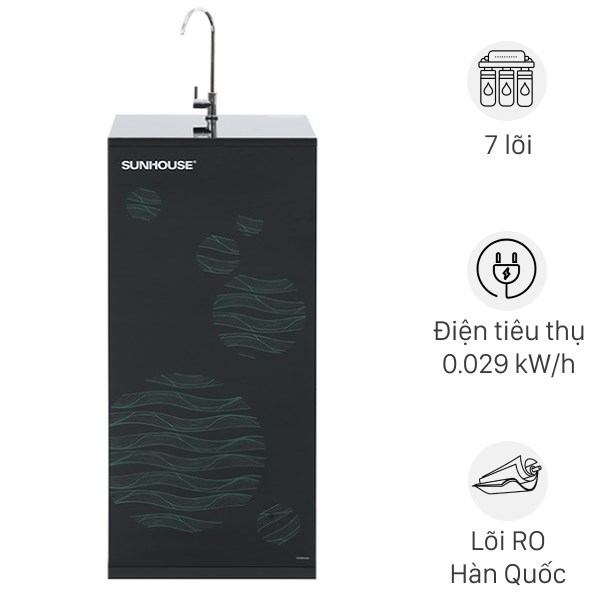 SUNHOUSE®
7 lõi
Điện tiêu thụ
0.029 kW/h
Lõi RO
Hàn Quốc